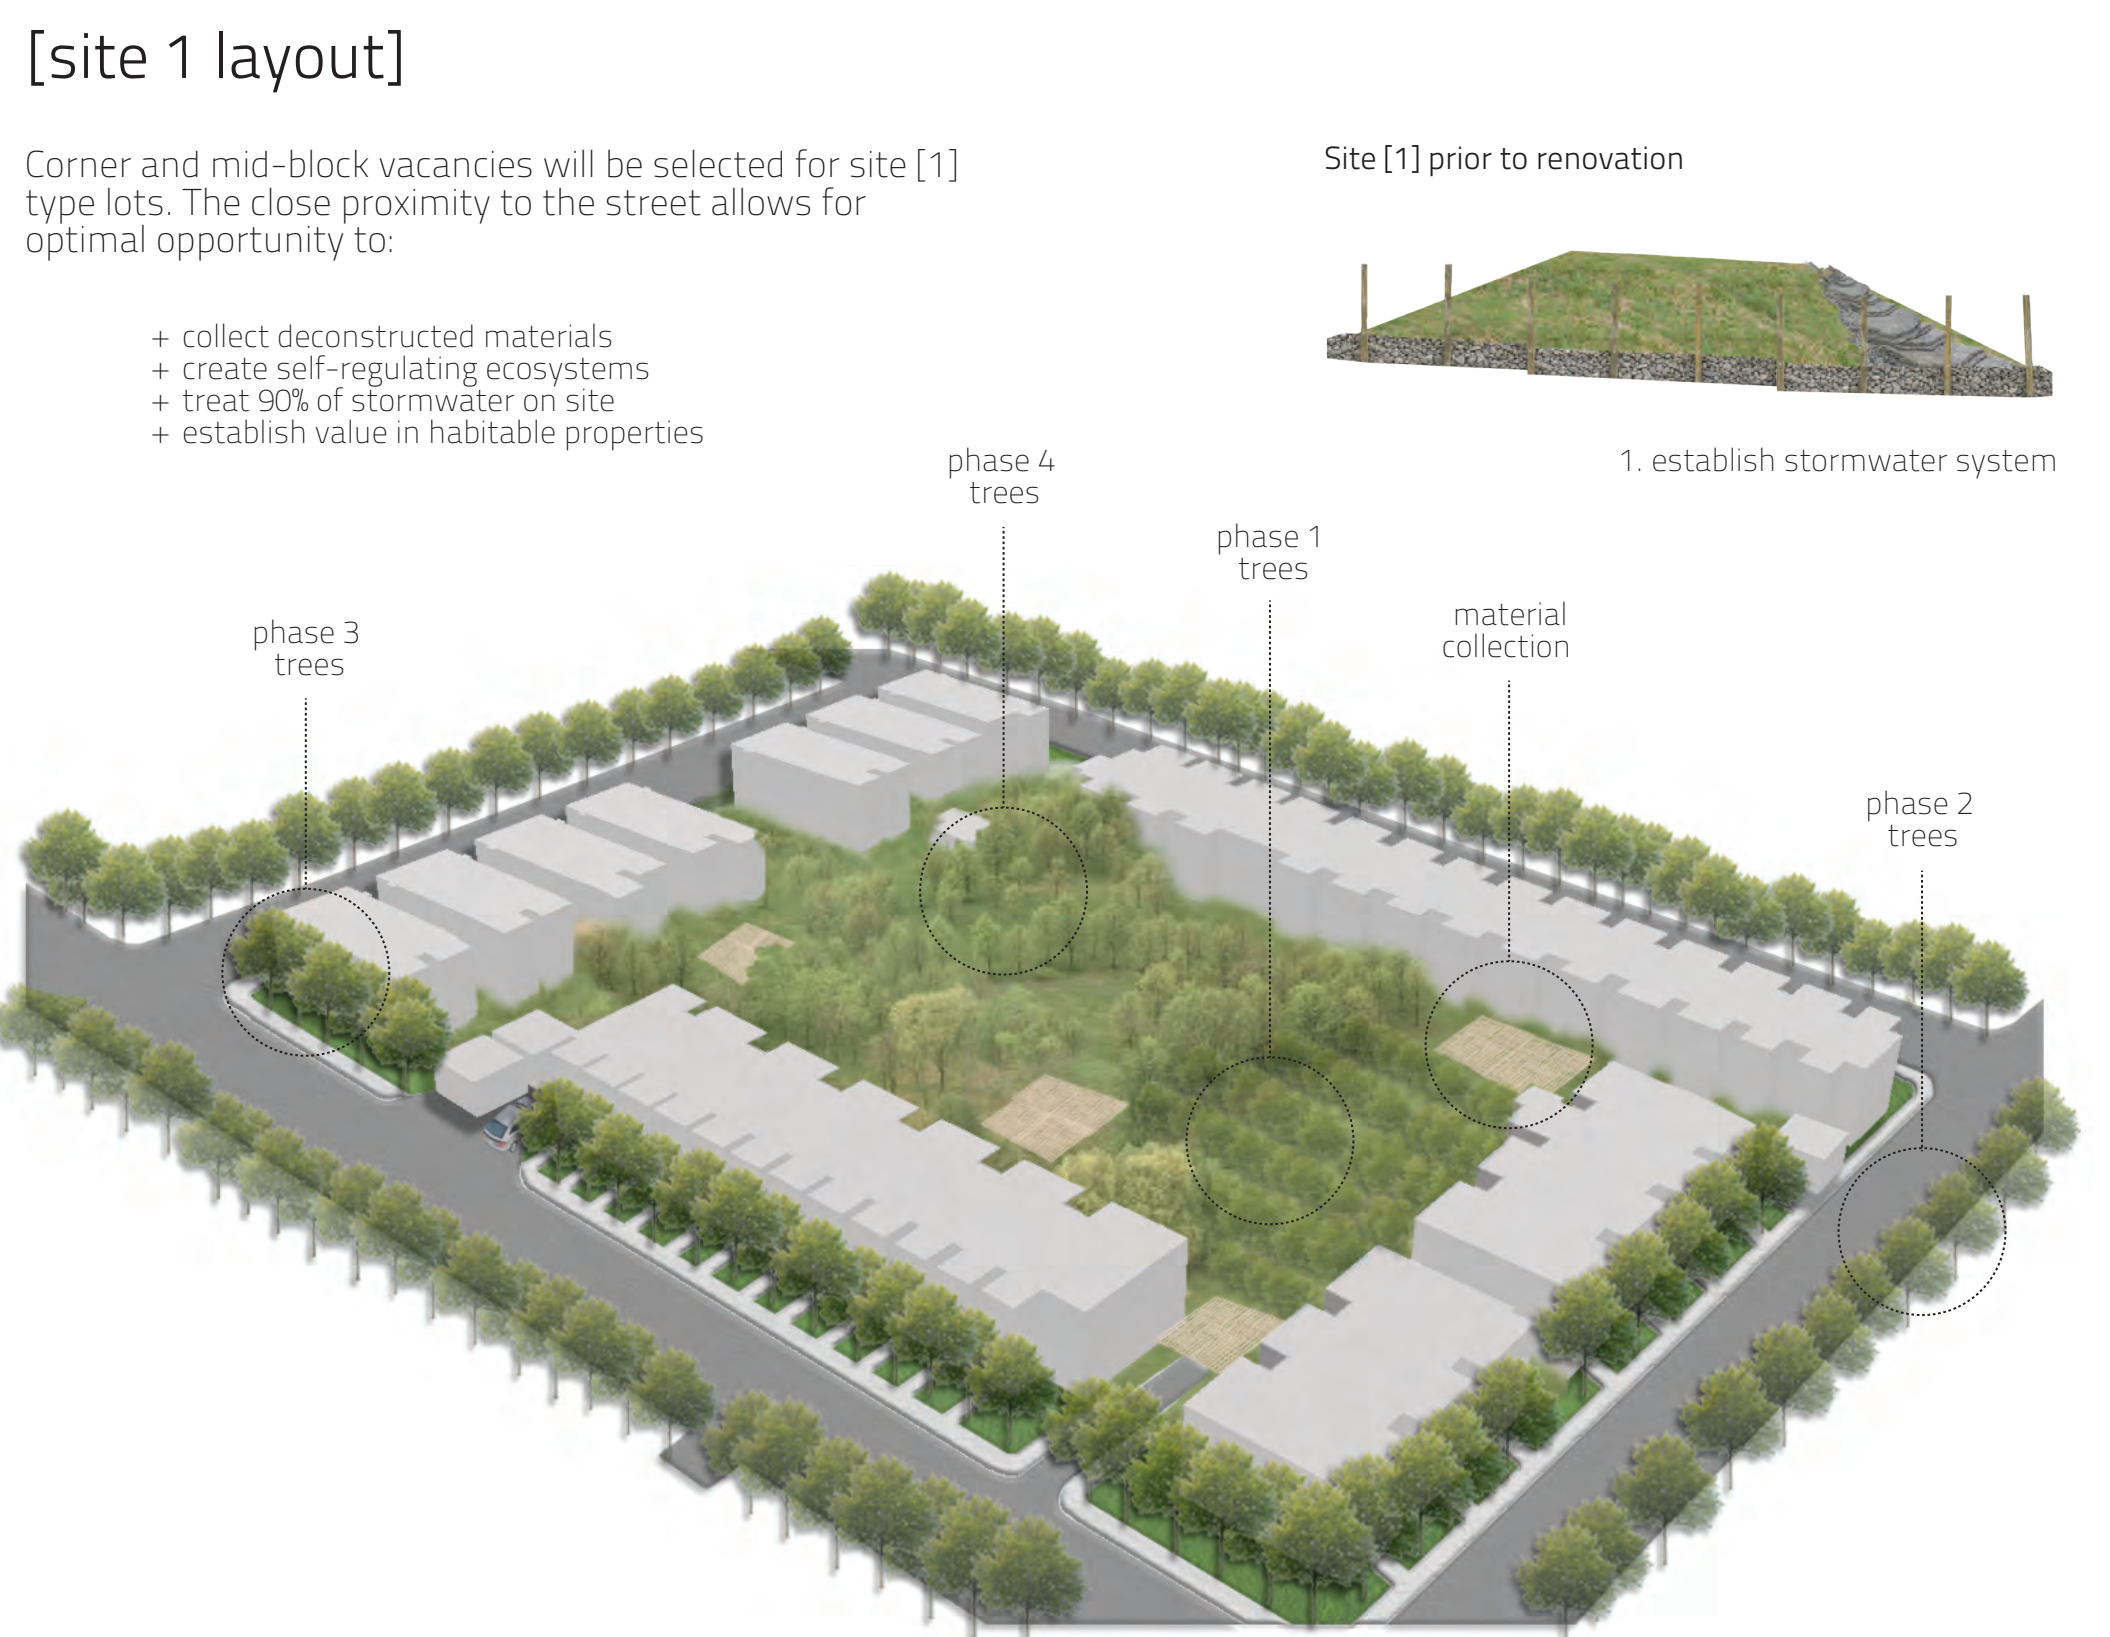 [site 1 layout]
Corner and mid-block vacancies will be selected for site [1]
type lots. The close proximity to the street allows for
optimal opportunity to:
+ collect deconstructed materials
+ create self-regulating ecosystems
+ treat 90% of stormwater on site
+ establish value in habitable properties
Site [1] prior to renovation
1. establish stormwater system
phase 4
trees
phase 1
trees
material
collection
phase 3
trees
phase 2
trees